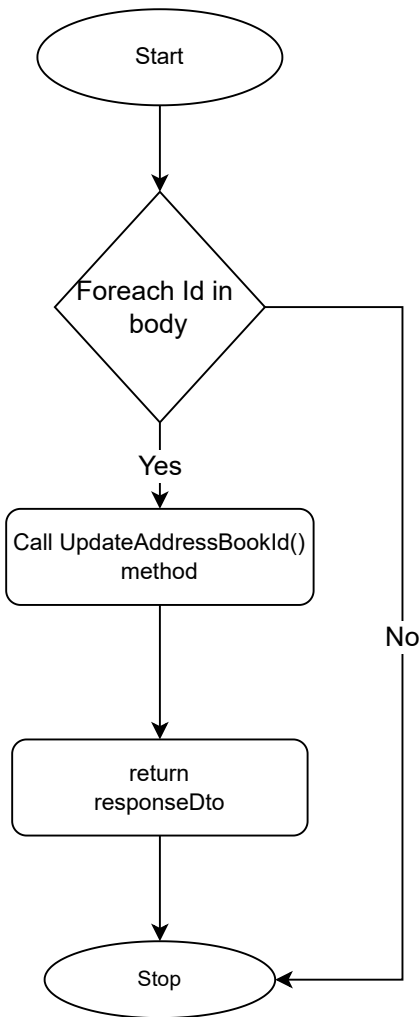 Start
Foreach Id in
body
Yes
Call UpdateAddressBookId()
method
No
return
responseDto
Stop